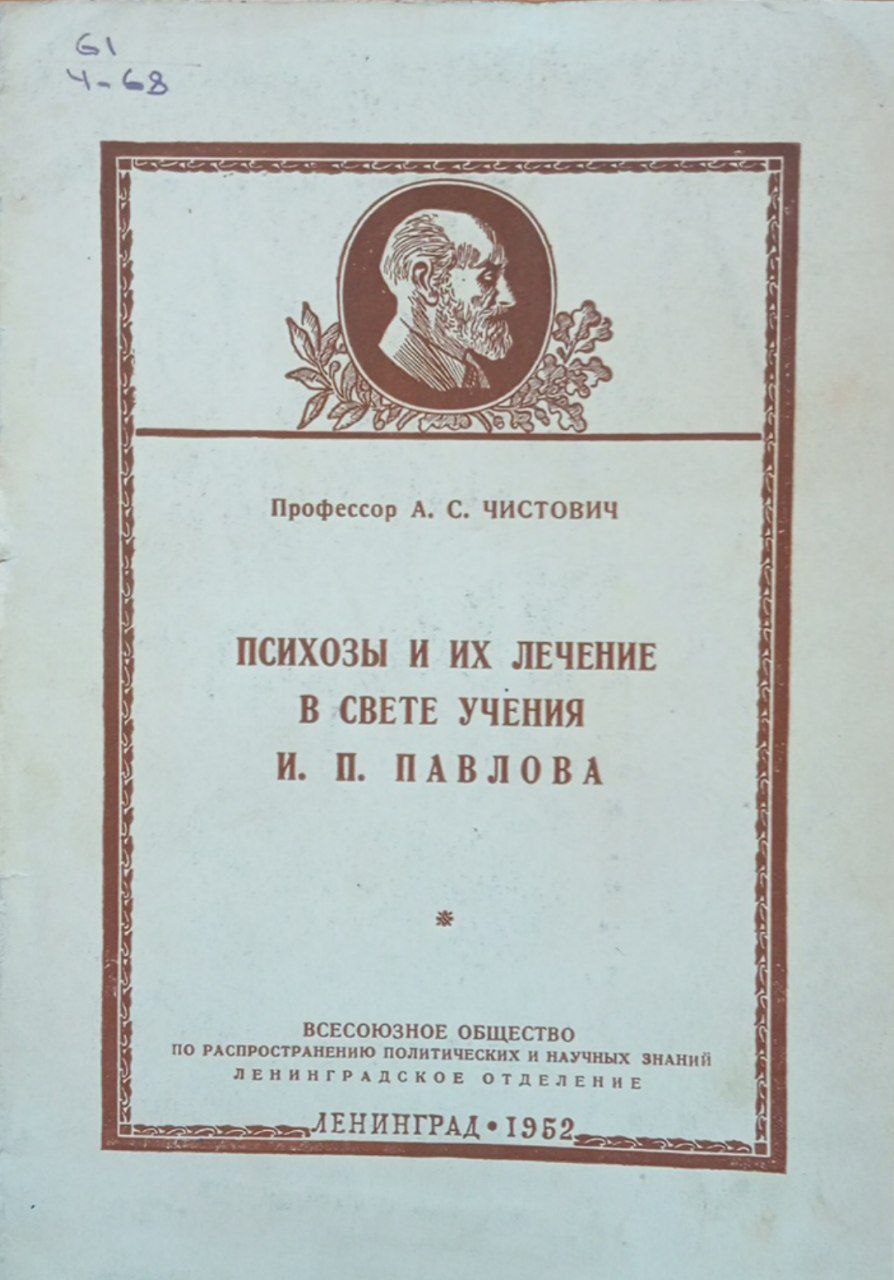 61
Ч-68
Профессор А. С. ЧИСТОВИЧ
ПСИХОЗЫ И ИХ ЛЕЧЕНИЕ
В СВЕТЕ УЧЕНИЯ
И. П. ПАВЛОВА
ВСЕСОЮЗНОЕ ОБЩЕСТВО
ПО РАСПРОСТРАНЕНИЮ ПОЛИТИЧЕСКИХ И НАУЧНЫХ ЗНАНИЙ
ЛЕНИНГРАДСКОЕ ОТДЕЛЕНИЕ
ЛЕНИНГРАД • 1952